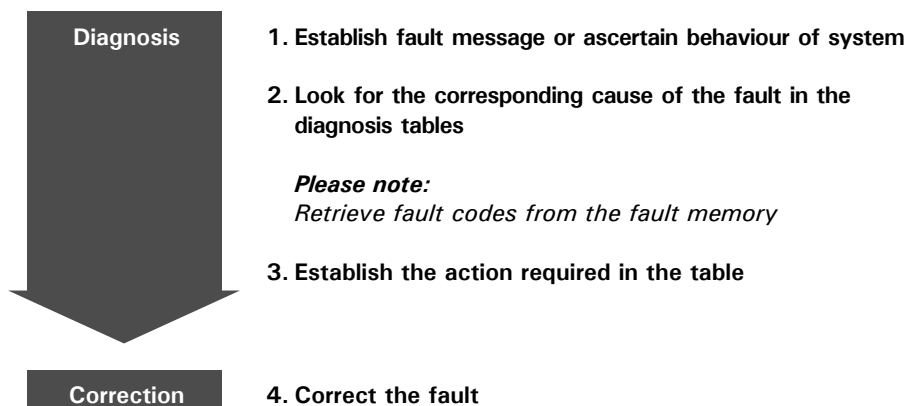 Diagnosis
1. Establish fault message or ascertain behaviour of system
2. Look for the corresponding cause of the fault in the
diagnosis tables
Please note:
Retrieve fault codes from the fault memory
3. Establish the action required in the table
Correction
4. Correct the fault